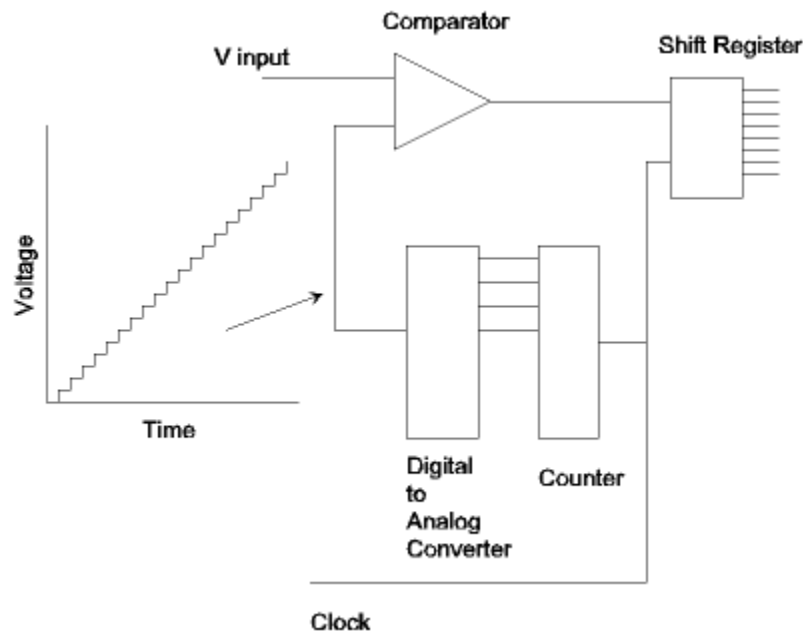 Comparator
Shift Register
V input
Voltage
Time
Digital
to
Analog
Converter
Counter
Clock